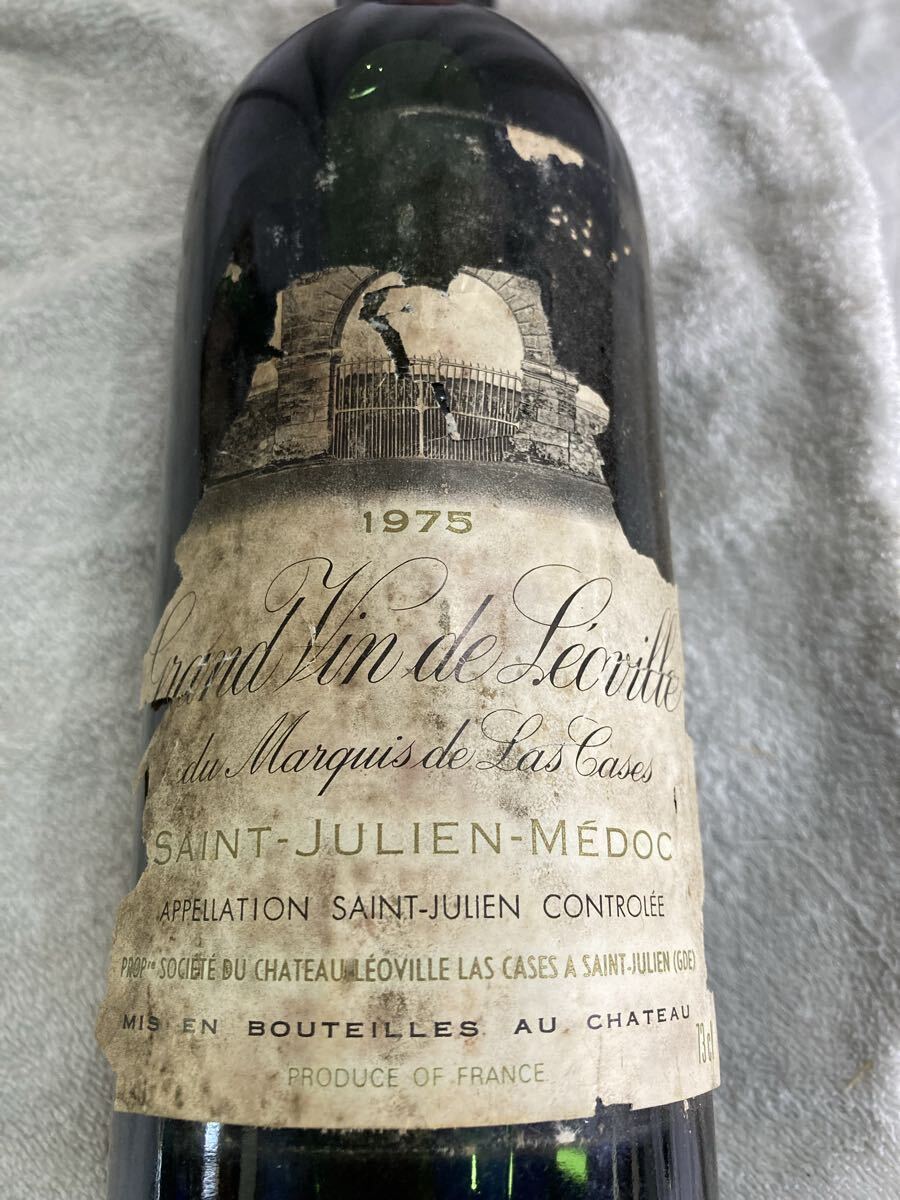 1975
Grand Vin de Léoville
du Marquis de Las Cases
SAINT-JULIEN-MÉDOC
APPELLATION SAINT-JULIEN CONTROLÉE
PROPre SOCIÉTÉ DU CHATEAU LÉOVILLE LAS CASES A SAINT-JULIEN (GDE)
MIS EN BOUTEILLES AU CHATEAU
73 cl
PRODUCE OF FRANCE